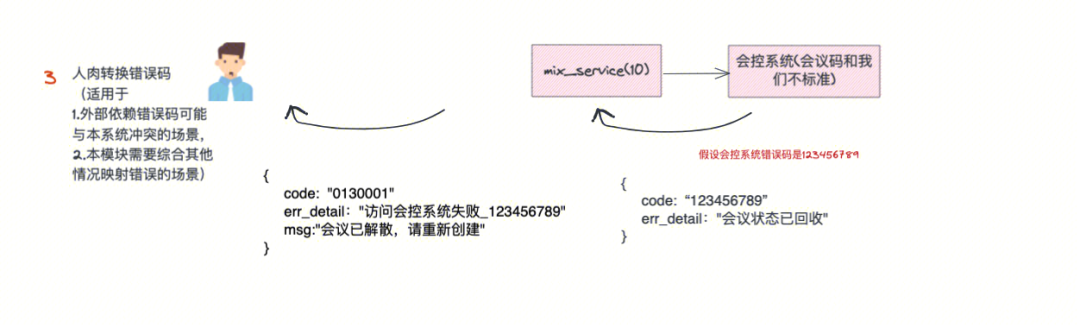 3
人肉转换错误码
（适用于
1.外部依赖错误码可能
与本系统冲突的场景，
2.本模块需要综合其他
情况映射错误的场景）
mix_service(10)
会控系统(会议码和我
们不标准)
假设会控系统错误码是123456789
{
code: "0130001"
err_detail："访问会控系统失败_123456789"
msg:"会议已解散，请重新创建"
}
{
code:“123456789”
err_detail："会议状态已回收"
}